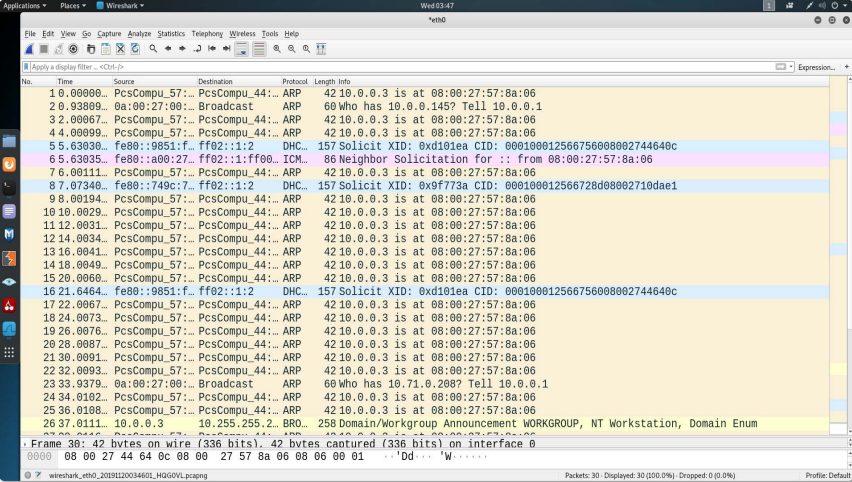 Applications Places Wireshark Wed 03:47 1
*eth0
File Edit View Go Capture Analyze Statistics Telephony Wireless Tools Help
Apply a display filter ... <Ctrl-/> Expression... +
No. Time Source Destination Protocol Length Info
1 0.00000… PcsCompu_57:… PcsCompu_44:… ARP 42 10.0.0.3 is at 08:00:27:57:8a:06
2 0.93809… 0a:00:27:00:… Broadcast ARP 60 Who has 10.0.0.145? Tell 10.0.0.1
3 2.00067… PcsCompu_57:… PcsCompu_44:… ARP 42 10.0.0.3 is at 08:00:27:57:8a:06
4 4.00099… PcsCompu_57:… PcsCompu_44:… ARP 42 10.0.0.3 is at 08:00:27:57:8a:06
5 5.63030… fe80::9851:f… ff02::1:2 DHC… 157 Solicit XID: 0xd101ea CID: 000100012566756008002744640c
6 5.63035… fe80::a00:27… ff02::1:ff00… ICM… 86 Neighbor Solicitation for :: from 08:00:27:57:8a:06
7 6.00111… PcsCompu_57:… PcsCompu_44:… ARP 42 10.0.0.3 is at 08:00:27:57:8a:06
8 7.07340… fe80::749c:7… ff02::1:2 DHC… 157 Solicit XID: 0x9f773a CID: 000100012566728d08002710dae1
9 8.00194… PcsCompu_57:… PcsCompu_44:… ARP 42 10.0.0.3 is at 08:00:27:57:8a:06
10 10.0029… PcsCompu_57:… PcsCompu_44:… ARP 42 10.0.0.3 is at 08:00:27:57:8a:06
11 12.0031… PcsCompu_57:… PcsCompu_44:… ARP 42 10.0.0.3 is at 08:00:27:57:8a:06
12 14.0034… PcsCompu_57:… PcsCompu_44:… ARP 42 10.0.0.3 is at 08:00:27:57:8a:06
13 16.0041… PcsCompu_57:… PcsCompu_44:… ARP 42 10.0.0.3 is at 08:00:27:57:8a:06
14 18.0049… PcsCompu_57:… PcsCompu_44:… ARP 42 10.0.0.3 is at 08:00:27:57:8a:06
15 20.0060… PcsCompu_57:… PcsCompu_44:… ARP 42 10.0.0.3 is at 08:00:27:57:8a:06
16 21.6464… fe80::9851:f… ff02::1:2 DHC… 157 Solicit XID: 0xd101ea CID: 000100012566756008002744640c
17 22.0067… PcsCompu_57:… PcsCompu_44:… ARP 42 10.0.0.3 is at 08:00:27:57:8a:06
18 24.0073… PcsCompu_57:… PcsCompu_44:… ARP 42 10.0.0.3 is at 08:00:27:57:8a:06
19 26.0076… PcsCompu_57:… PcsCompu_44:… ARP 42 10.0.0.3 is at 08:00:27:57:8a:06
20 28.0087… PcsCompu_57:… PcsCompu_44:… ARP 42 10.0.0.3 is at 08:00:27:57:8a:06
21 30.0091… PcsCompu_57:… PcsCompu_44:… ARP 42 10.0.0.3 is at 08:00:27:57:8a:06
22 32.0093… PcsCompu_57:… PcsCompu_44:… ARP 42 10.0.0.3 is at 08:00:27:57:8a:06
23 33.9379… 0a:00:27:00:… Broadcast ARP 60 Who has 10.71.0.208? Tell 10.0.0.1
24 34.0102… PcsCompu_57:… PcsCompu_44:… ARP 42 10.0.0.3 is at 08:00:27:57:8a:06
25 36.0108… PcsCompu_57:… PcsCompu_44:… ARP 42 10.0.0.3 is at 08:00:27:57:8a:06
26 37.0111… 10.0.0.3 10.255.255.2… BRO… 258 Domain/Workgroup Announcement WORKGROUP, NT Workstation, Domain Enum
Frame 30: 42 bytes on wire (336 bits), 42 bytes captured (336 bits) on interface 0
0000 08 00 27 44 64 0c 08 00 27 57 8a 06 08 06 00 01 ··'Dd··· 'W······
wireshark_eth0_20191120034601_HQG0VL.pcapng Packets: 30 · Displayed: 30 (100.0%) · Dropped: 0 (0.0%) Profile: Default